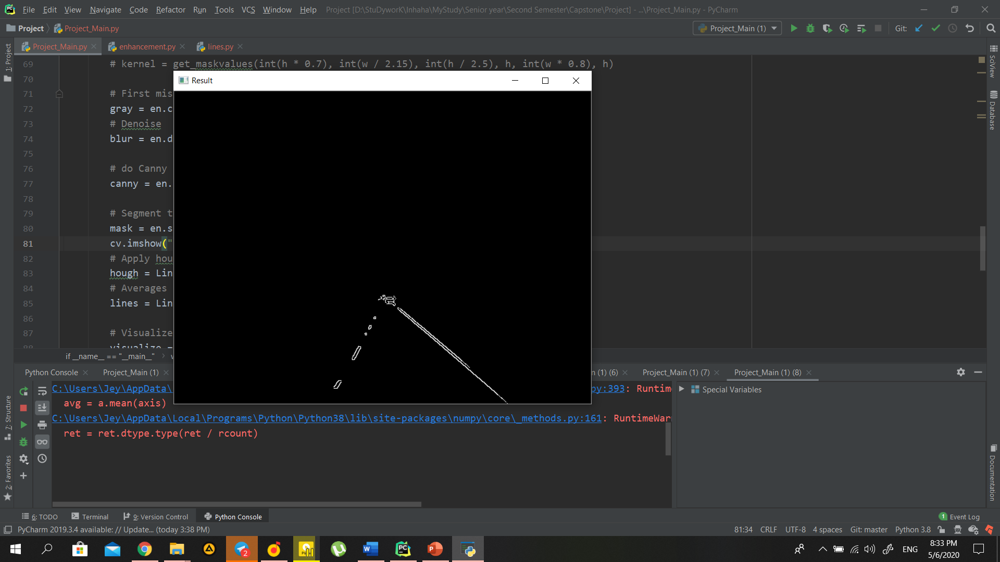 File Edit View Navigate Code Refactor Run Tools VCS Window Help Project [D:\StuDyworK\Inhaha\MyStudy\Senior year\Second Semester\Capstone\Project] - ...\Project_Main.py - PyCharm
Project Project_Main.py Project_Main (1) Git:
Project_Main.py enhancement.py lines.py
1: Project
SciView
Database
69 # kernel = get_maskvalues(int(h * 0.7), int(w / 2.15), int(h / 2.5), h, int(w * 0.8), h)
70
Result
71 # First mis
72 gray = en.c
73 # Denoise
74 blur = en.d
75
76 # do Canny
77 canny = en.
78
79 # Segment t
80 mask = en.s
81 cv.imshow("
82 # Apply hou
83 hough = Lin
84 # Averages
85 lines = Lin
86
87 # Visualize
88 visualize =
if __name__ == "__main__"
Python Console Project_Main (1) n (1) (6) Project_Main (1) (7) Project_Main (1) (8)
C:\Users\Jey\AppData\ py:393: Runtim
avg = a.mean(axis)
C:\Users\Jey\AppData\Local\Programs\Python\Python38\lib\site-packages\numpy\core\_methods.py:161: RuntimeWar
ret = ret.dtype.type(ret / rcount)
Special Variables
7: Structure
2: Favorites
Documentation
6: TODO Terminal 9: Version Control Python Console 1 Event Log
PyCharm 2019.3.4 available: // Update... (today 3:38 PM) 81:34 CRLF UTF-8 4 spaces Git: master Python 3.8
2 W PC P ENG 8:33 PM
5/6/2020